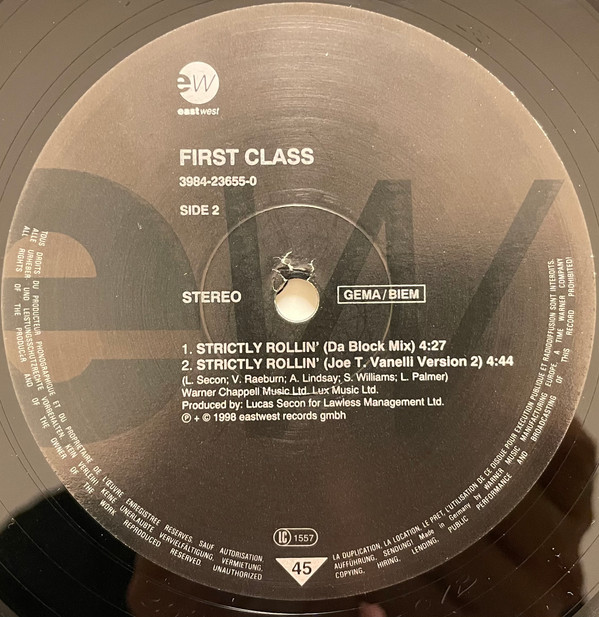 ew
eastwest
FIRST CLASS
3984-23655-0
SIDE 2
STEREO
GEMA/BIEM
1. STRICTLY ROLLIN' (Da Block Mix) 4:27
2. STRICTLY ROLLIN' (Joe T. Vanelli Version 2) 4:44
(L. Secon; V. Raeburn; A. Lindsay; S. Williams; L. Palmer)
Warner Chappell Music Ltd. Lux Music Ltd.
Produced by: Lucas Secon for Lawless Management Ltd.
℗ + © 1998 eastwest records gmbh
TOUS DROITS DU PRODUCTEUR PHONOGRAPHIQUE ET DU PROPRIETAIRE DE L'ŒUVRE ENREGISTREE RESERVES. SAUF AUTORISATION,
ALLE URHEBER UND LEISTUNGSSCHUTZRECHTE VORBEHALTEN. KEIN VERLEIH! KEINE UNERLAUBTE VERVIELFÄLTIGUNG, VERMIETUNG,
ALL RIGHTS OF THE PRODUCER AND OF THE OWNER OF THE WORK REPRODUCED RESERVED. UNAUTHORIZED
LC 1557
45
LA DUPLICATION, LA LOCATION, LE PRET, L'UTILISATION DE CE DISQUE POUR EXECUTION PUBLIQUE ET RADIODIFFUSION SONT INTERDITS.
AUFFÜHRUNG, SENDUNG! Made in Germany by WARNER MUSIC MANUFACTURING EUROPE. A TIME WARNER COMPANY
COPYING, HIRING, LENDING, PUBLIC PERFORMANCE AND BROADCASTING OF THIS RECORD PROHIBITED!
ew